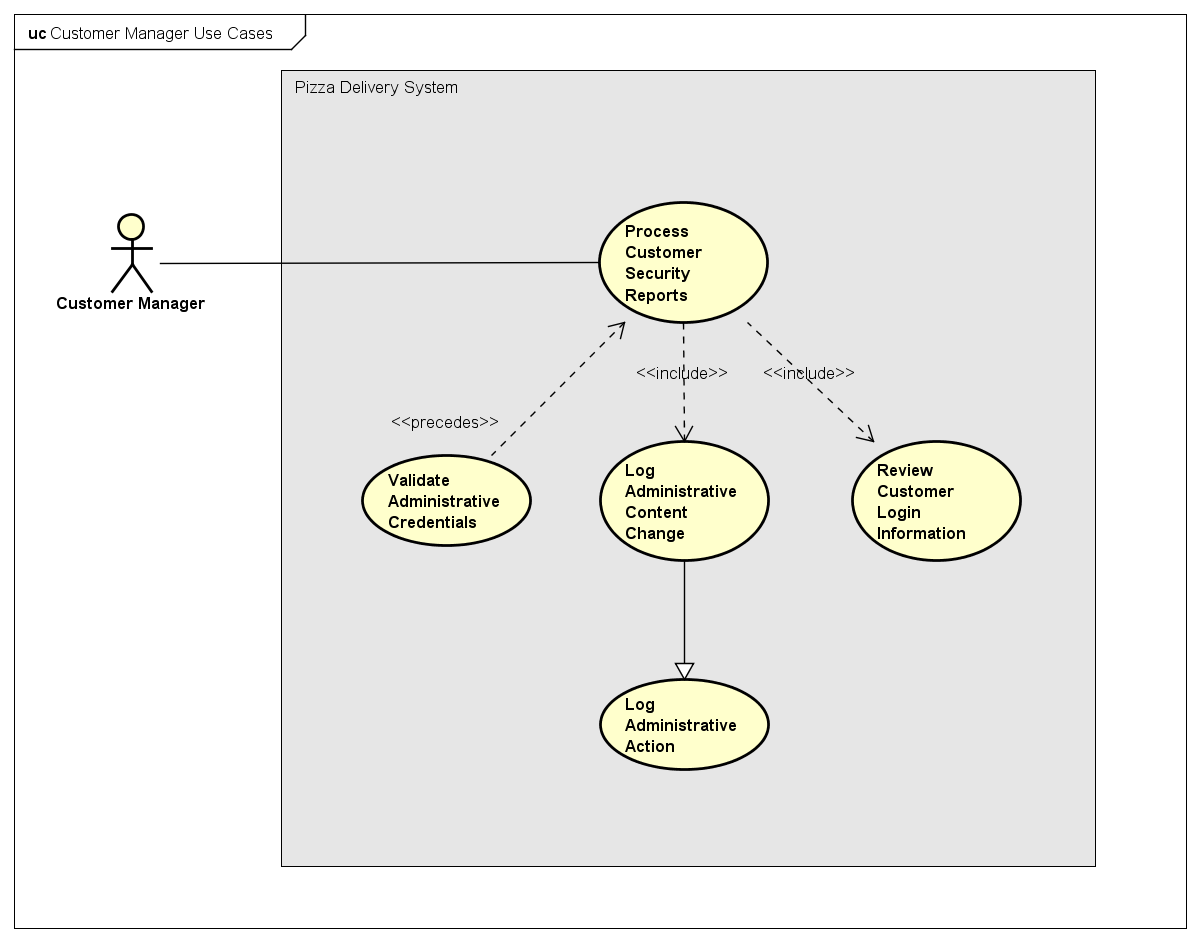 uc Customer Manager Use Cases
Pizza Delivery System
Process
Customer
Security
Reports
Customer Manager
<<include>>
<<include>>
<<precedes>>
Validate
Administrative
Credentials
Log
Administrative
Content
Change
Review
Customer
Login
Information
Log
Administrative
Action